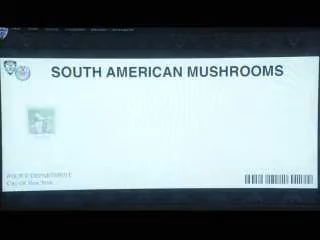 SOUTH AMERICAN MUSHROOMS
POLICE DEPARTMENT
City Of New York